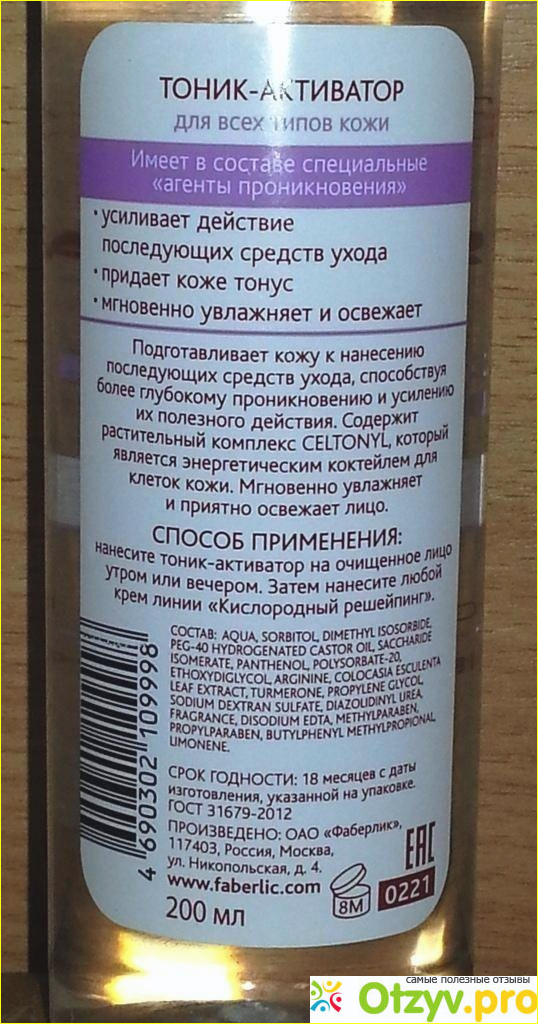 ТОНИК-АКТИВАТОР
для всех типов кожи
Имеет в составе специальные
«агенты проникновения»
• усиливает действие
последующих средств ухода
• придает коже тонус
• мгновенно увлажняет и освежает
Подготавливает кожу к нанесению
последующих средств ухода, способствуя
более глубокому проникновению и усилению
их полезного действия. Содержит
растительный комплекс CELTONYL, который
является энергетическим коктейлем для
клеток кожи. Мгновенно увлажняет
и приятно освежает лицо.
СПОСОБ ПРИМЕНЕНИЯ:
нанесите тоник-активатор на очищенное лицо
утром или вечером. Затем нанесите любой
крем линии «Кислородный решейпинг».
СОСТАВ: AQUA, SORBITOL, DIMETHYL ISOSORBIDE,
PEG-40 HYDROGENATED CASTOR OIL, SACCHARIDE
ISOMERATE, PANTHENOL, POLYSORBATE-20,
ETHOXYDIGLYCOL, ARGININE, COLOCASIA ESCULENTA
LEAF EXTRACT, TURMERONE, PROPYLENE GLYCOL,
SODIUM DEXTRAN SULFATE, DIAZOLIDINYL UREA,
FRAGRANCE, DISODIUM EDTA, METHYLPARABEN,
PROPYLPARABEN, BUTYLPHENYL METHYLPROPIONAL,
LIMONENE.
4 690302 109998
СРОК ГОДНОСТИ: 18 месяцев с даты
изготовления, указанной на упаковке.
ГОСТ 31679-2012
ПРОИЗВЕДЕНО: ОАО «Фаберлик»,
117403, Россия, Москва,
ул. Никопольская, д. 4.
www.faberlic.com
200 мл
8М
EAC
0221
самые полезные отзывы
Otzyv.pro